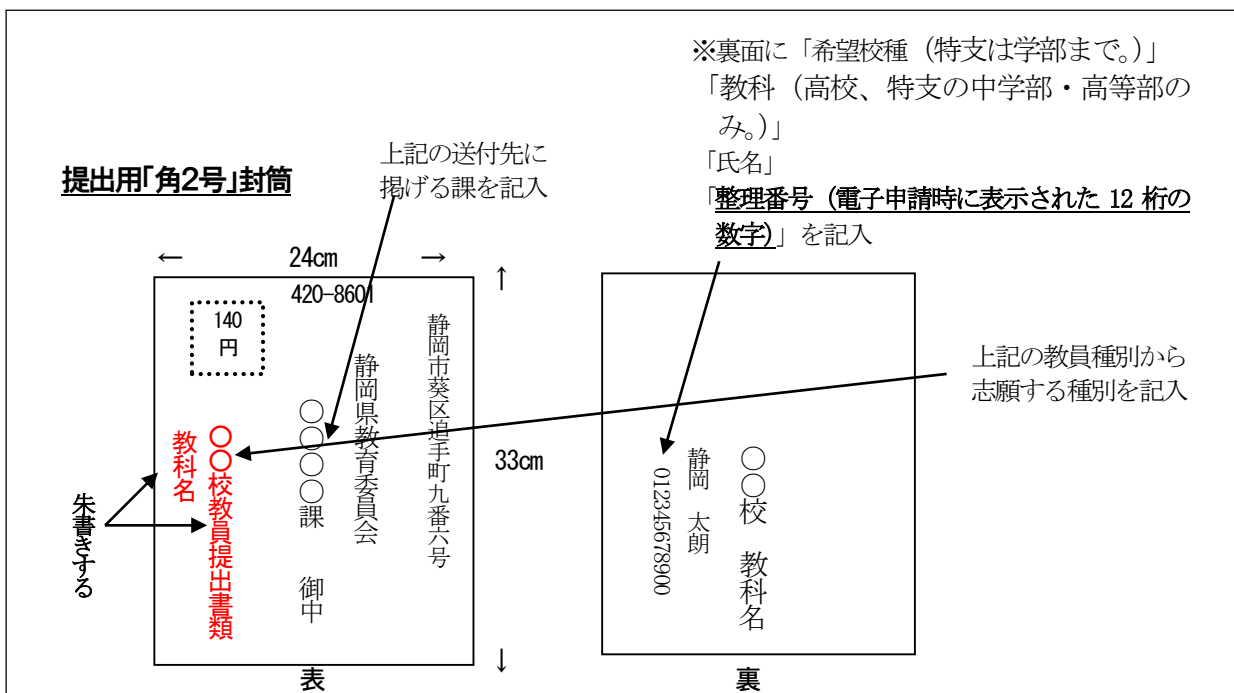 ※裏面に「希望校種（特支は学部まで。）」
「教科（高校、特支の中学部・高等部の
み。）」
「氏名」
「整理番号（電子申請時に表示された 12 桁の
数字）」を記入
上記の送付先に
掲げる課を記入
提出用「角2号」封筒
← 24cm →
420-8601
140
円
静岡市葵区追手町九番六号
静岡県教育委員会
〇〇〇〇課 御中
〇〇校教員提出書類
教科名
朱書きする
↑
33cm
↓
表
上記の教員種別から
志願する種別を記入
〇〇校 教科名
静岡 太朗
012345678900
裏